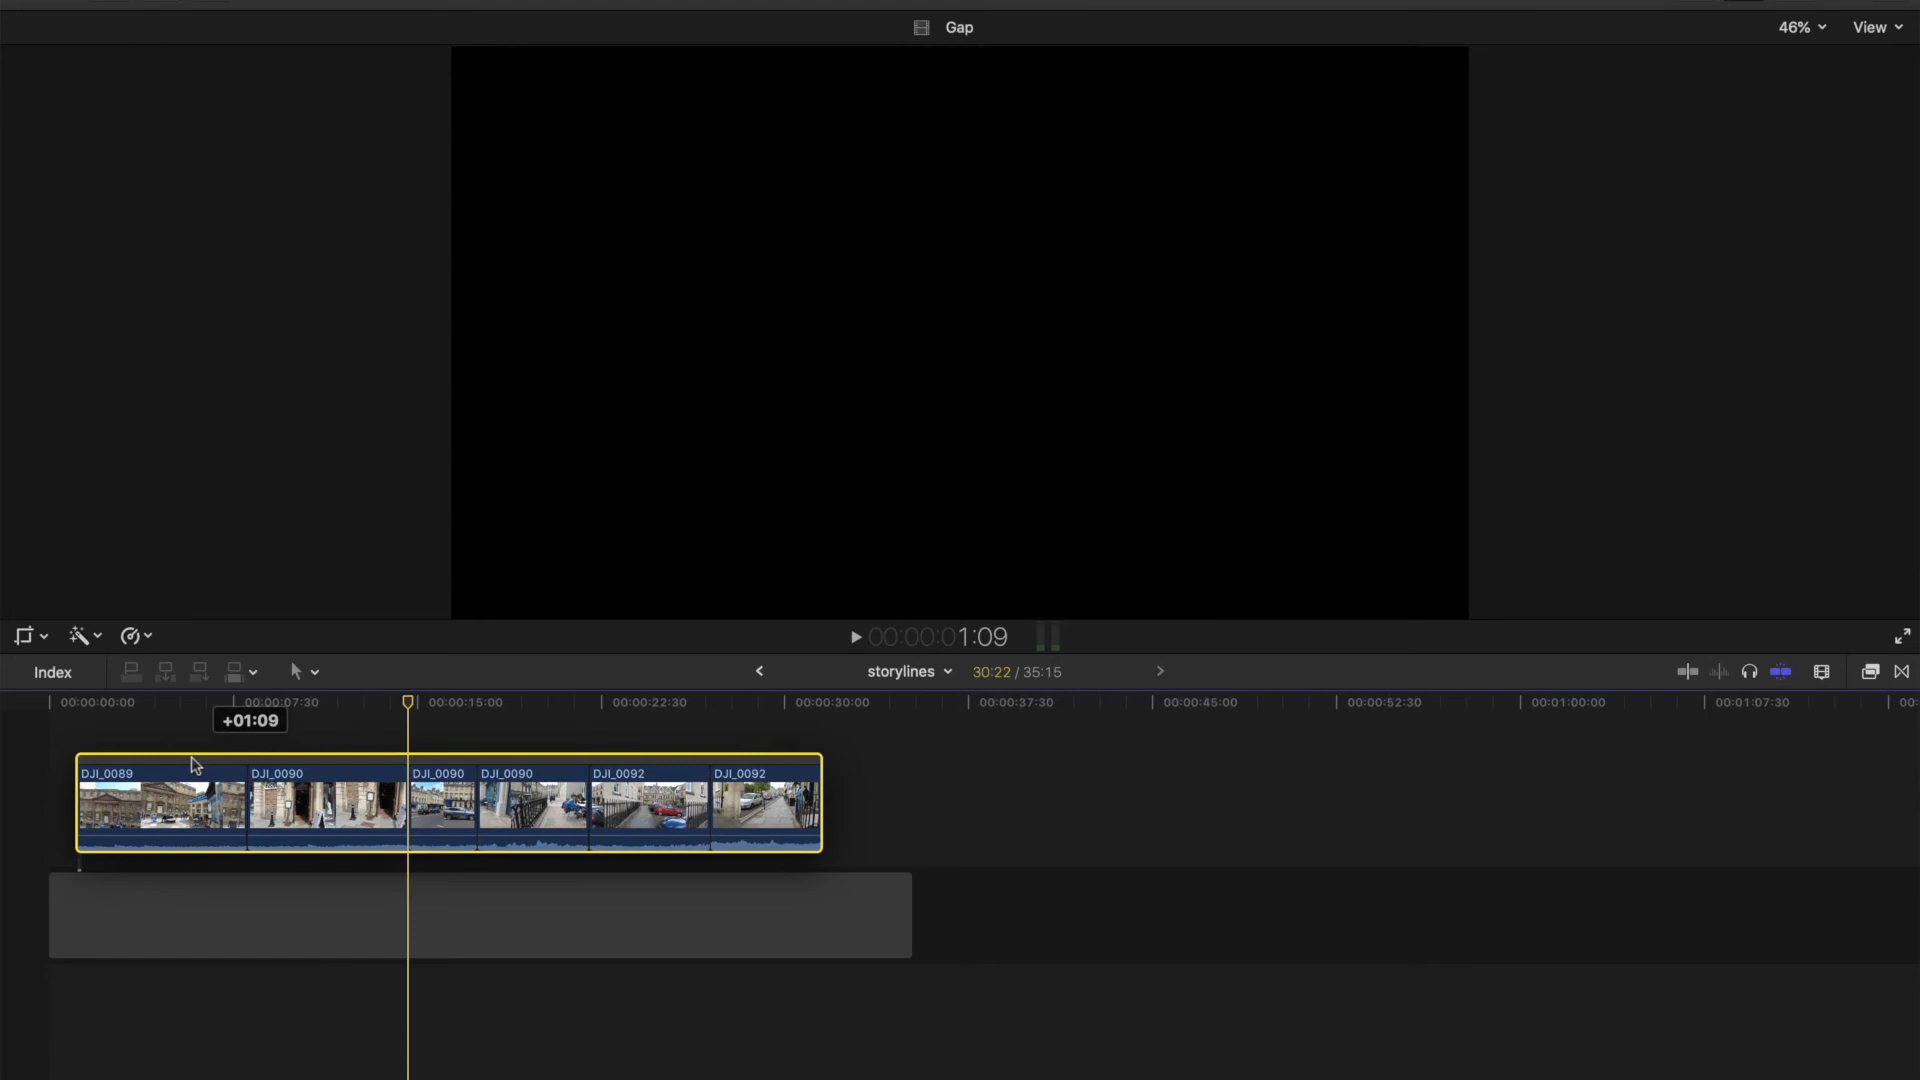 Gap
46%
View
00:00:01:09
Index
storylines
30:22 / 35:15
00:00:00:00
00:00:07:30
00:00:15:00
00:00:22:30
00:00:30:00
00:00:37:30
00:00:45:00
00:00:52:30
00:01:00:00
00:01:07:30
00:
+01:09
DJI_0089
DJI_0090
DJI_0090
DJI_0090
DJI_0092
DJI_0092